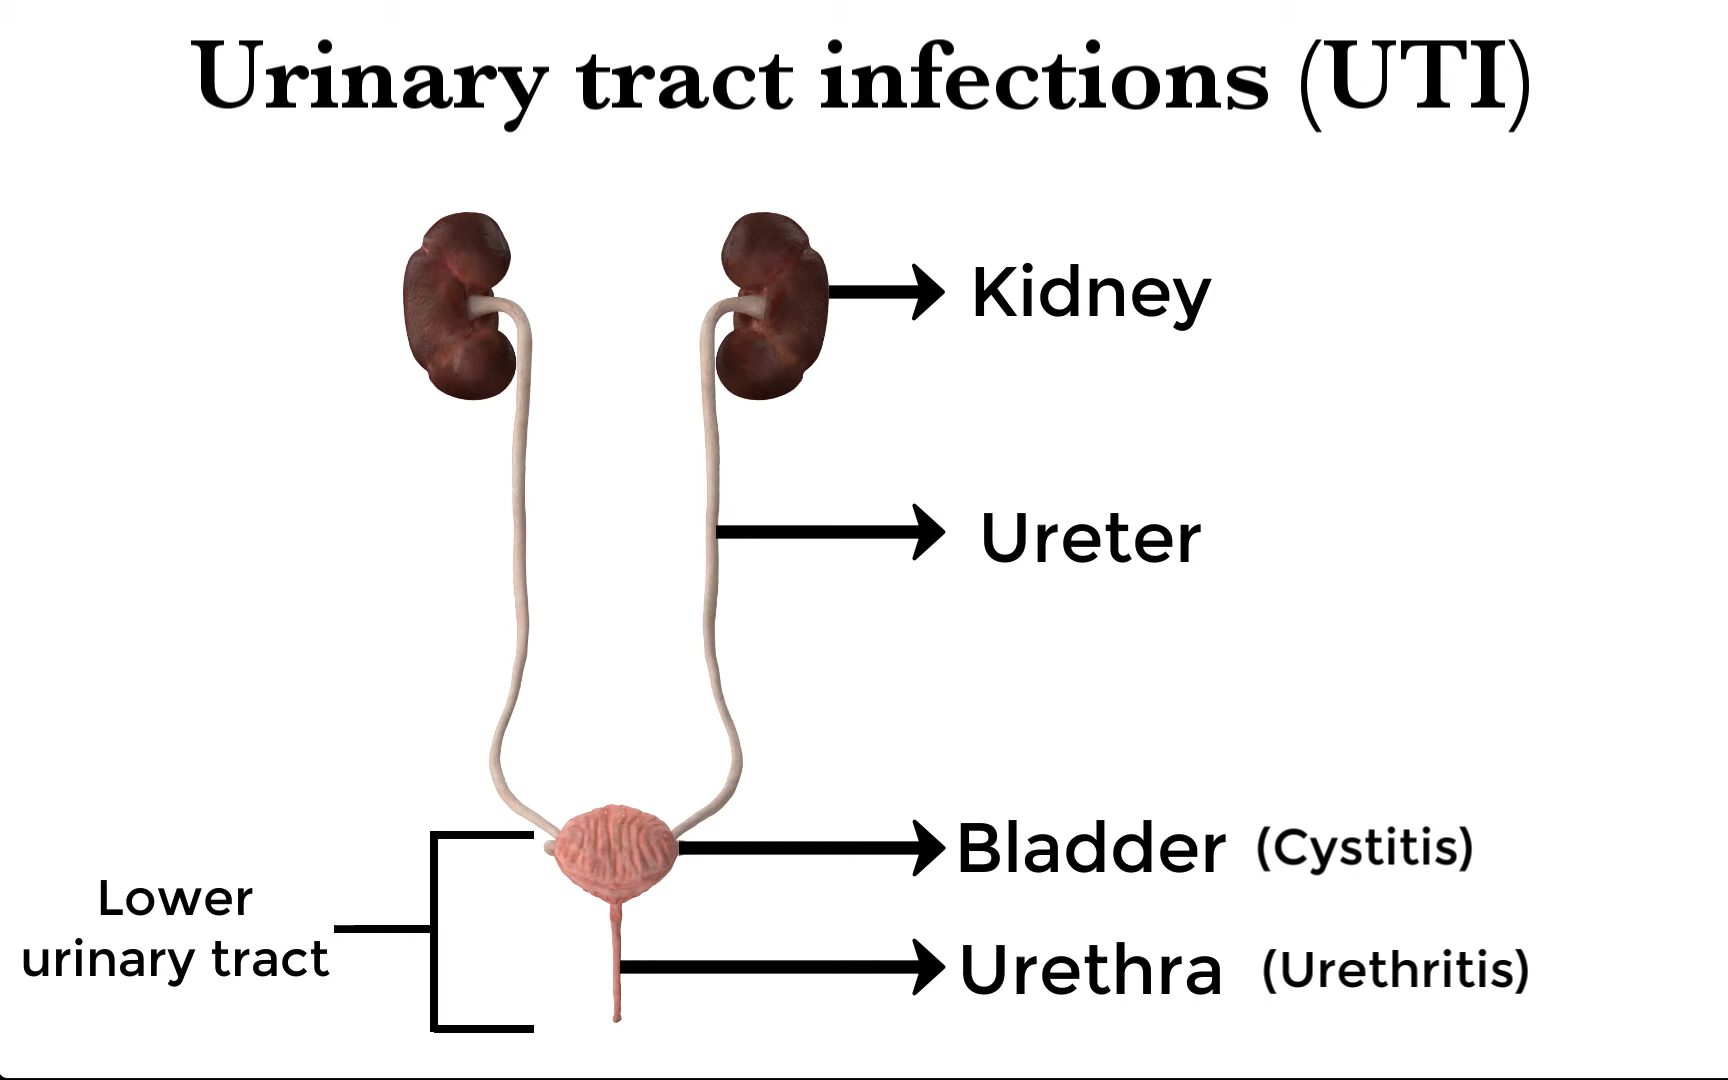 Urinary tract infections (UTI)
Kidney
Ureter
Bladder (Cystitis)
Lower
urinary tract
Urethra (Urethritis)